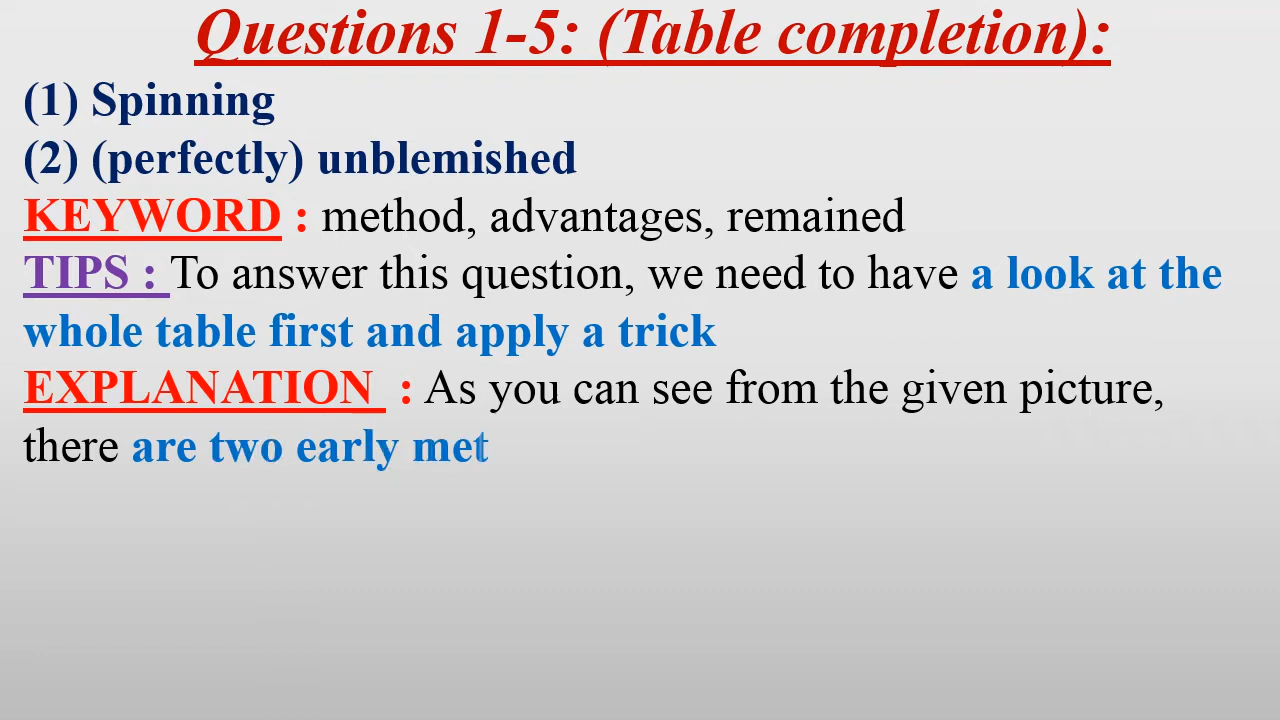 Questions 1-5: (Table completion):
(1) Spinning
(2) (perfectly) unblemished
KEYWORD : method, advantages, remained
TIPS : To answer this question, we need to have a look at the
whole table first and apply a trick
EXPLANATION : As you can see from the given picture,
there are two early met